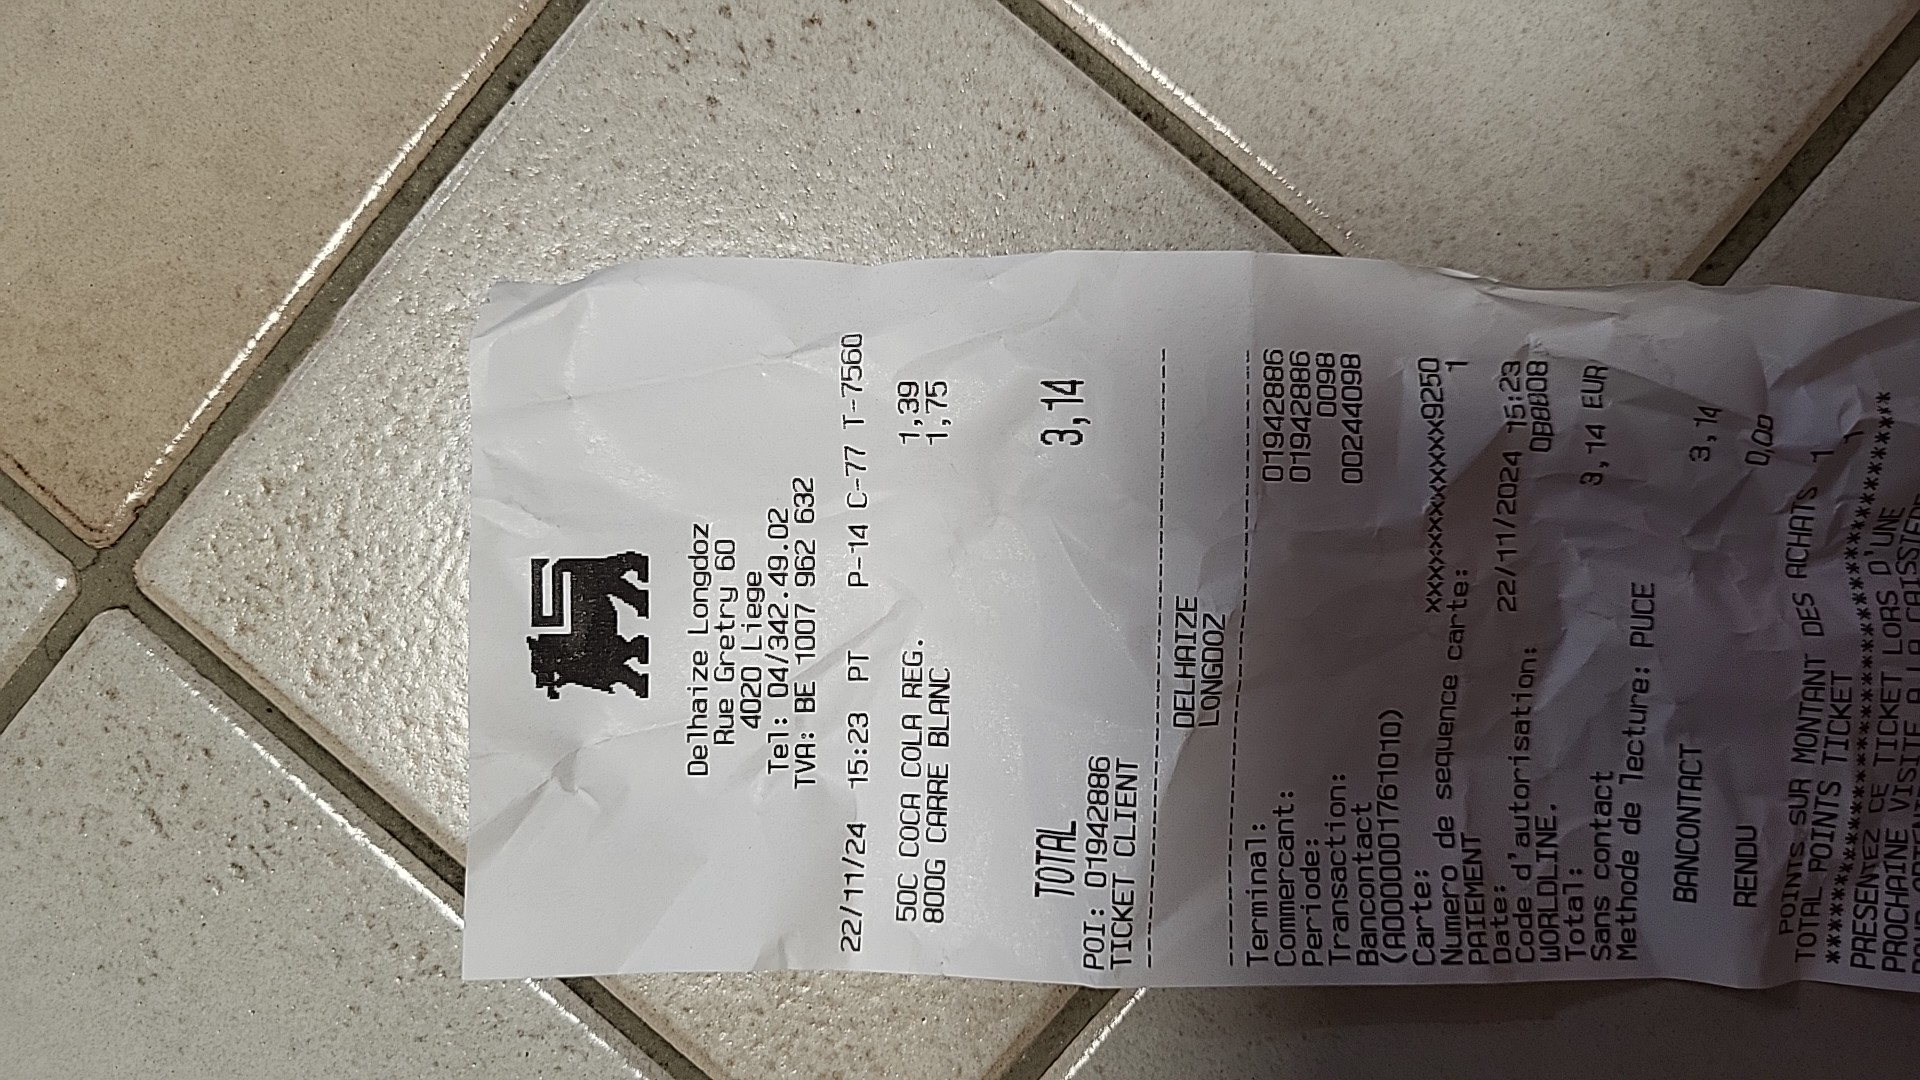 Delhaize Longdoz
Rue Gretry 60
4020 Liege
Tel: 04/342.49.02
TVA: BE 1007 962 632
22/11/24 15:23 PT P-14 C-77 T-7560
50C COCA COLA REG. 1,39
800G CARRE BLANC 1,75
TOTAL 3,14
POI: 01942886
TICKET CLIENT
DELHAIZE
LONGDOZ
Terminal: 01942886
Commercant: 01942886
Periode: 0098
Transaction: 00244098
Bancontact
(A0000001761010)
Carte: xxxxxxxxxxxxx9250
Numero de sequence carte: 1
PAIEMENT
Date: 22/11/2024 15:23
Code d'autorisation:
WORLDLINE.
Total: 3,14 EUR
Sans contact
Methode de lecture: PUCE
BANCONTACT 3,14
RENDU 0,00
POINTS SUR MONTANT DES ACHATS 1
TOTAL POINTS TICKET 1
PRESENTEZ CE TICKET LORS D'UNE
PROCHAINE VISITE A LA CAISSIERE